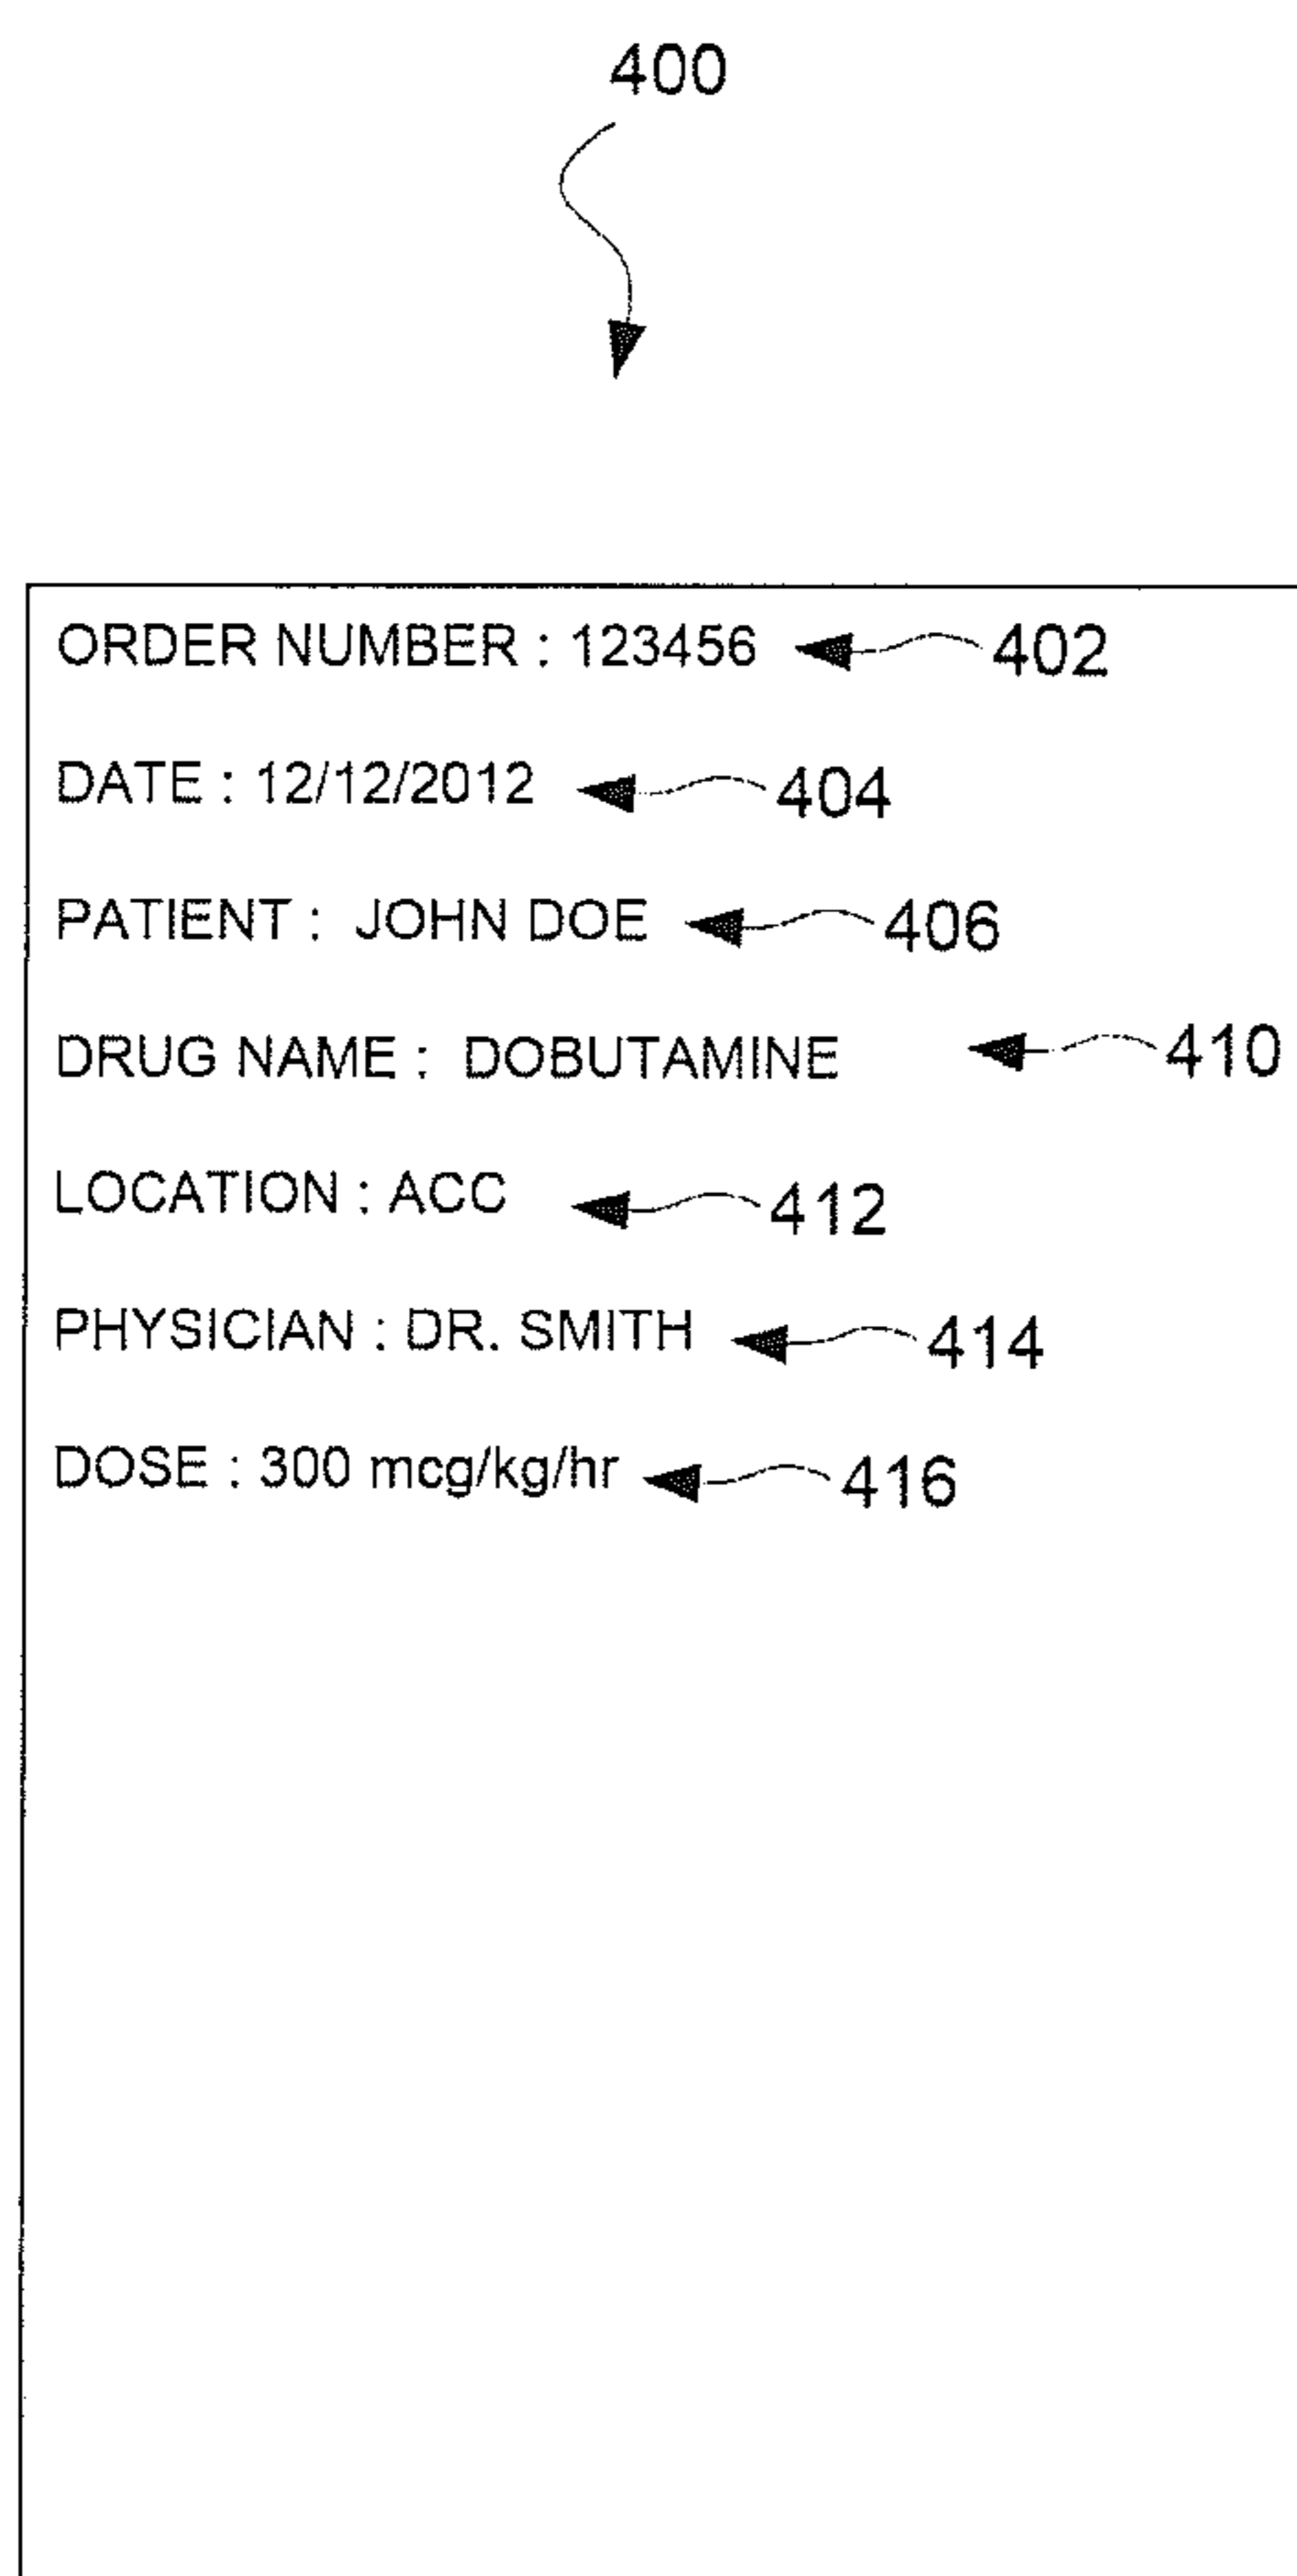 400
ORDER NUMBER : 123456 402
DATE : 12/12/2012 404
PATIENT : JOHN DOE 406
DRUG NAME : DOBUTAMINE 410
LOCATION : ACC 412
PHYSICIAN : DR. SMITH 414
DOSE : 300 mcg/kg/hr 416